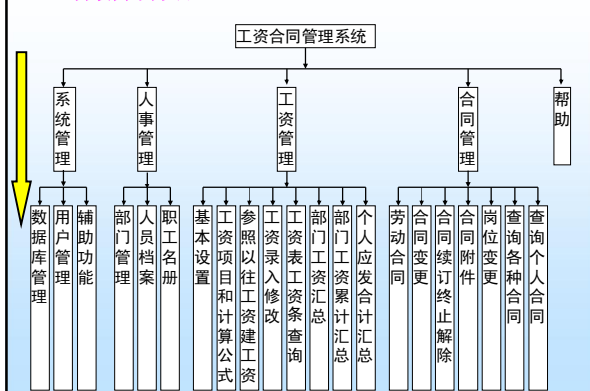 工资合同管理系统
系统管理
人事管理
工资管理
合同管理
帮助
数据库管理
用户管理
辅助功能
部门管理
人员档案
职工名册
基本设置
工资项目和计算公式
参照以往工资建工资
工资录入修改
工资表工资条查询
部门工资汇总
部门工资累计汇总
个人应发合计汇总
劳动合同
合同变更
合同续订终止解除
合同附件
岗位变更
查询各种合同
查询个人合同